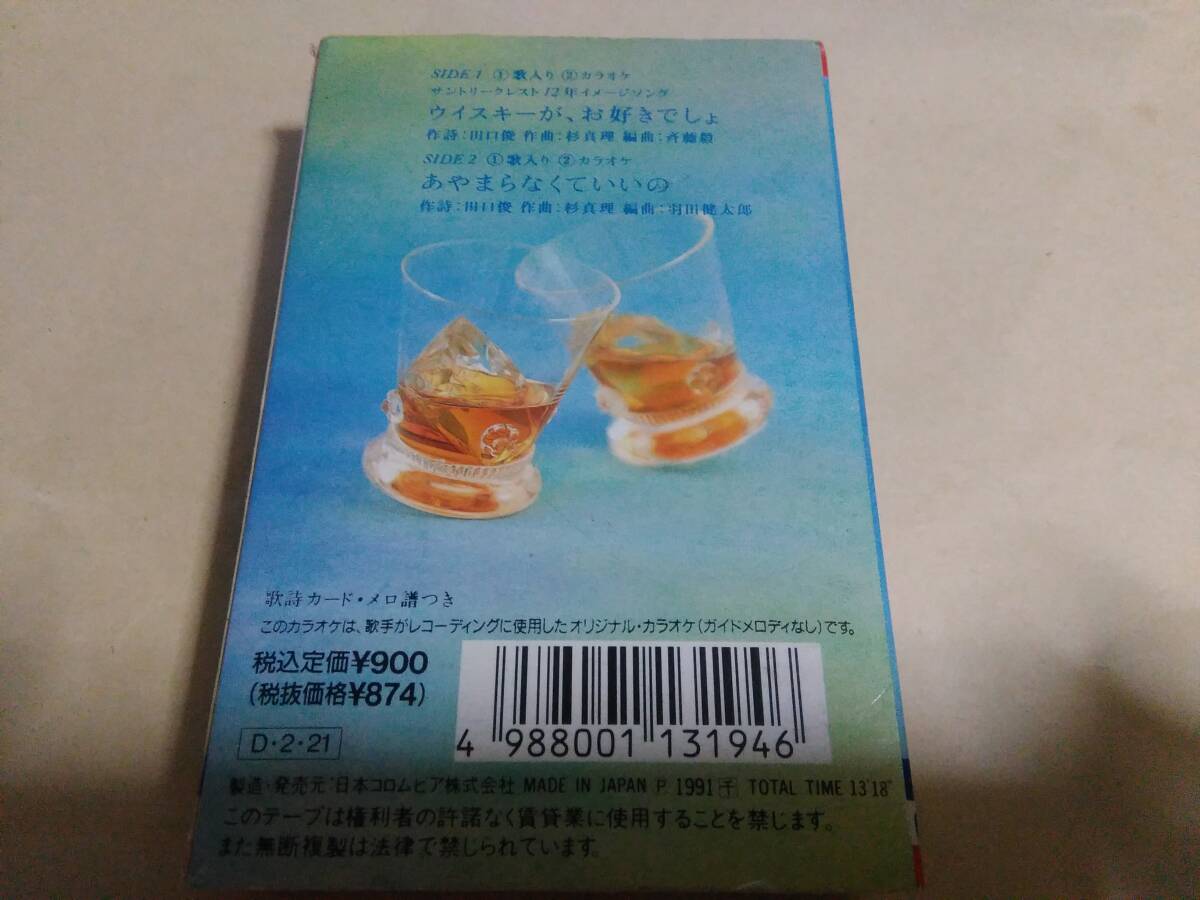 SIDE 1 ①歌入り ②カラオケ
サントリークレスト12年イメージソング
ウイスキーが、お好きでしょ
作詩:田口俊 作曲:杉真理 編曲:斉藤毅
SIDE 2 ①歌入り ②カラオケ
あやまらなくていいの
作詩:田口俊 作曲:杉真理 編曲:羽田健太郎
歌詩カード・メロ譜つき
このカラオケは、歌手がレコーディングに使用したオリジナル・カラオケ(ガイドメロディなし)です。
税込定価¥900
(税抜価格¥874)
D・2・21
4 988001 131946
製造・発売元:日本コロムビア株式会社 MADE IN JAPAN P 1991 干 TOTAL TIME 13'18"
このテープは権利者の許諾なく賃貸業に使用することを禁じます。
また無断複製は法律で禁じられています。